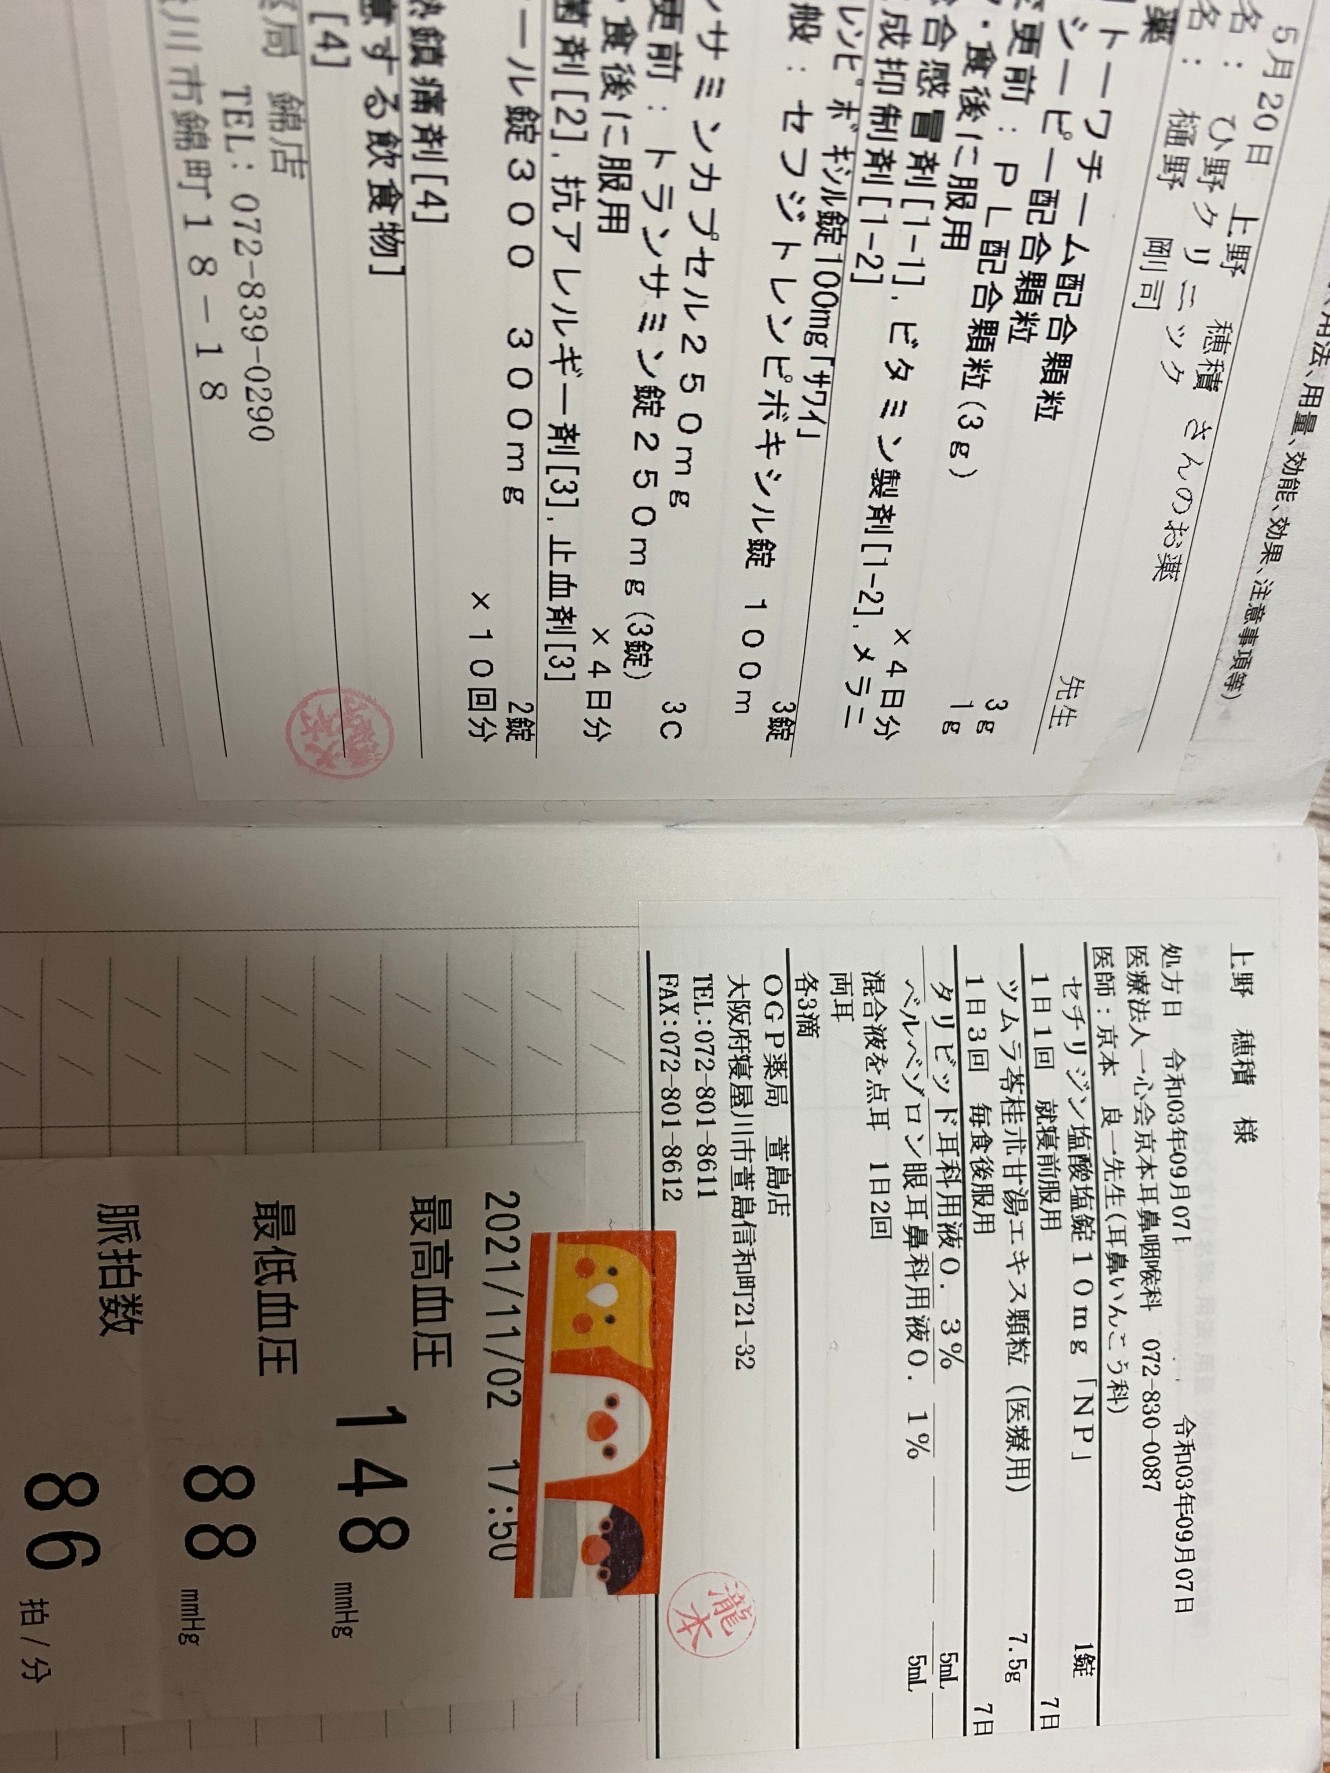 用法、用量、効能、効果、注意事項等)
5月20日 上野 穂積 さんのお薬
名: ひ野クリニック
名: 樋野 剛司 先生
薬
トーワチーム配合顆粒 3g
シーピー配合顆粒 1g
変更前: PL配合顆粒(3g)
・食後に服用 ×4日分
合感冒剤[1-1], ビタミン製剤[1-2], メラニ
成抑制剤[1-2]
レンピボキシル錠100mg「サワイ」 3錠
般: セフジトレンピボキシル錠 100m
ンサミンカプセル250mg 3C
更前: トランサミン錠250mg(3錠)
・食後に服用 ×4日分
菌剤[2], 抗アレルギー剤[3], 止血剤[3]
ール錠300 300mg 2錠
×10回分
熱鎮痛剤[4]
意する飲食物]
[4]
局 錦店
TEL: 072-839-0290
川市錦町18-18
上野 穂積 様
令和03年09月07日
処方日 令和03年09月07日
医療法人一心会京本耳鼻咽喉科 072-830-0087
医師:京本 良一先生(耳鼻いんこう科)
セチリジン塩酸塩錠10mg「NP」 1錠
1日1回 就寝前服用 7日
ツムラ苓桂朮甘湯エキス顆粒(医療用) 7.5g
1日3回 毎食後服用 7日
タリビッド耳科用液0.3% 5mL
ベルベゾロン眼耳鼻科用液0.1% 5mL
混合液を点耳 1日2回
両耳
各3滴
OGP薬局 萱島店
大阪府寝屋川市萱島信和町21-32
TEL:072-801-8611
FAX:072-801-8612
瀧本
2021/11/02 17:50
最高血圧 148 mmHg
最低血圧 88 mmHg
脈拍数 86 拍/分